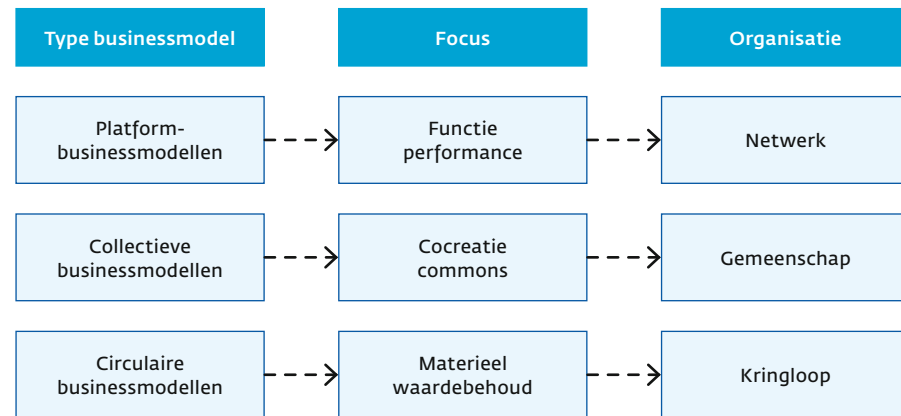 Type businessmodel
Focus
Organisatie
Platform-
businessmodellen
Functie
performance
Netwerk
Collectieve
businessmodellen
Cocreatie
commons
Gemeenschap
Circulaire
businessmodellen
Materieel
waardebehoud
Kringloop